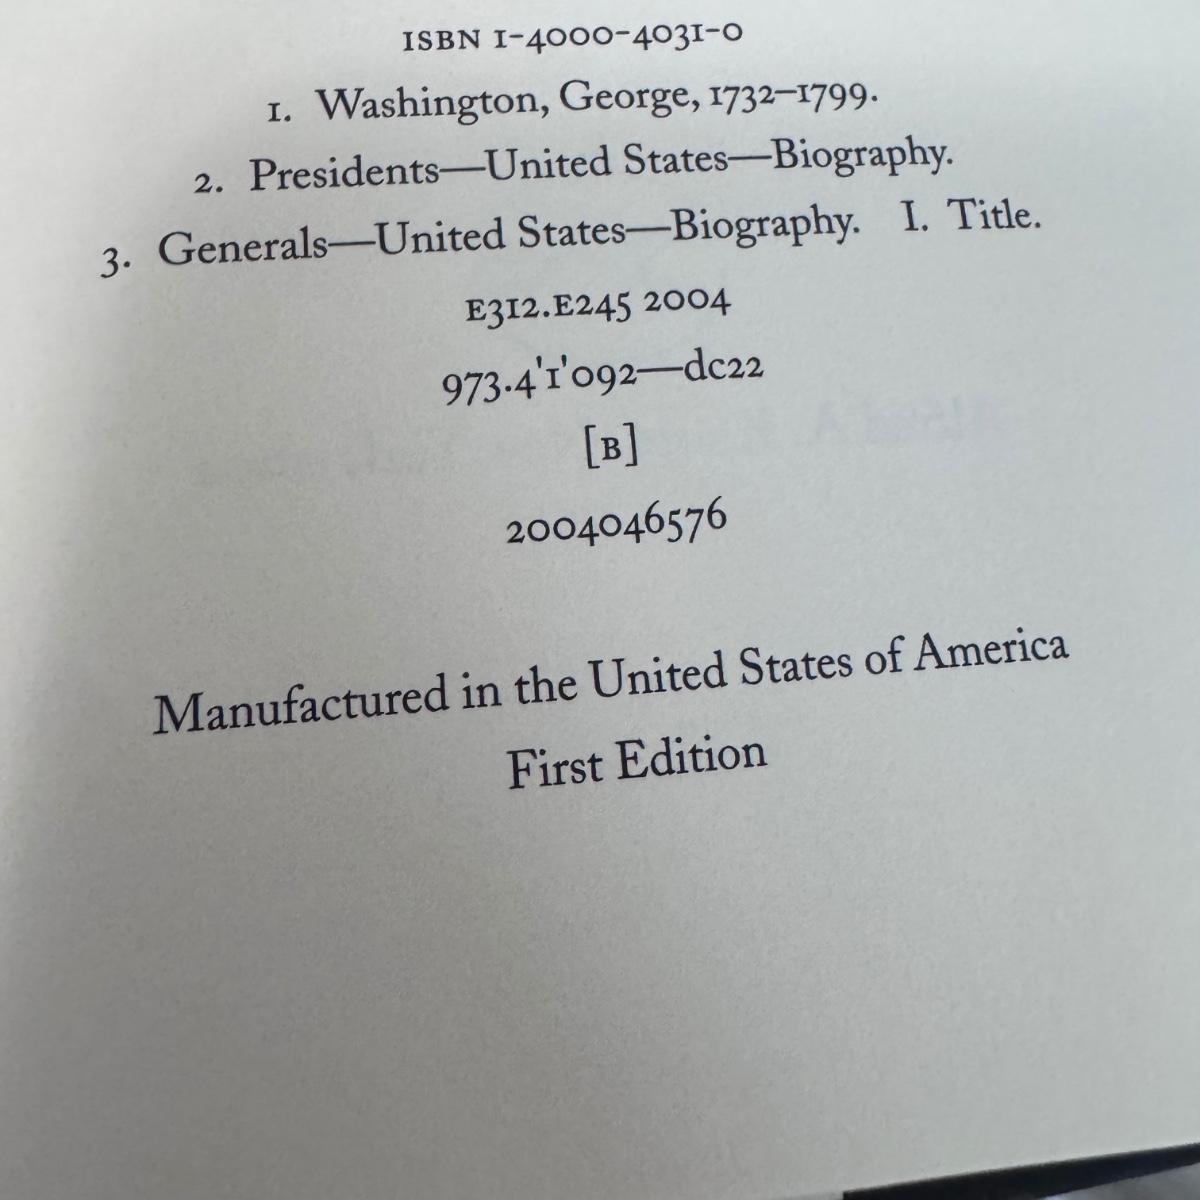 ISBN 1-4000-4031-0
1. Washington, George, 1732–1799.
2. Presidents—United States—Biography.
3. Generals—United States—Biography. I. Title.
E312.E245 2004
973.4'1'092—dc22
[B]
2004046576
Manufactured in the United States of America
First Edition